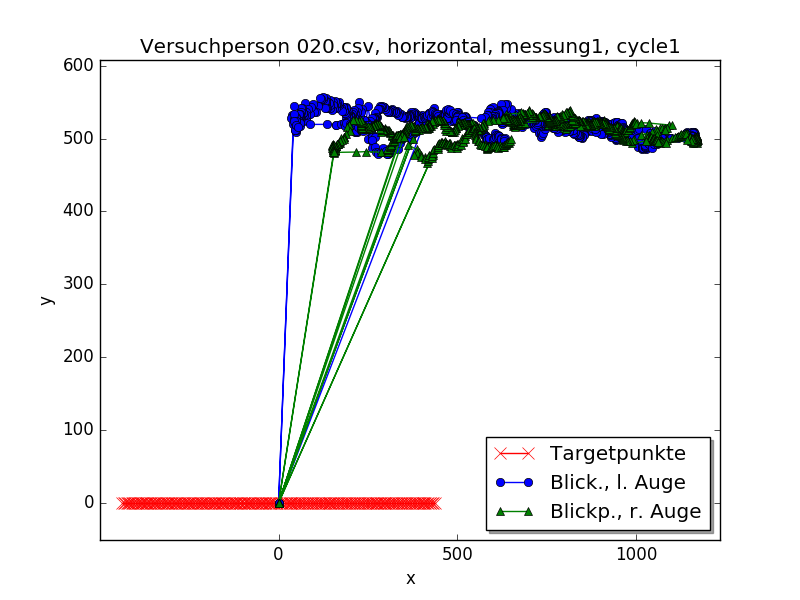 Versuchperson 020.csv, horizontal, messung1, cycle1
600
500
400
300
200
100
0
y
0 500 1000
x
Targetpunkte
Blick., l. Auge
Blickp., r. Auge